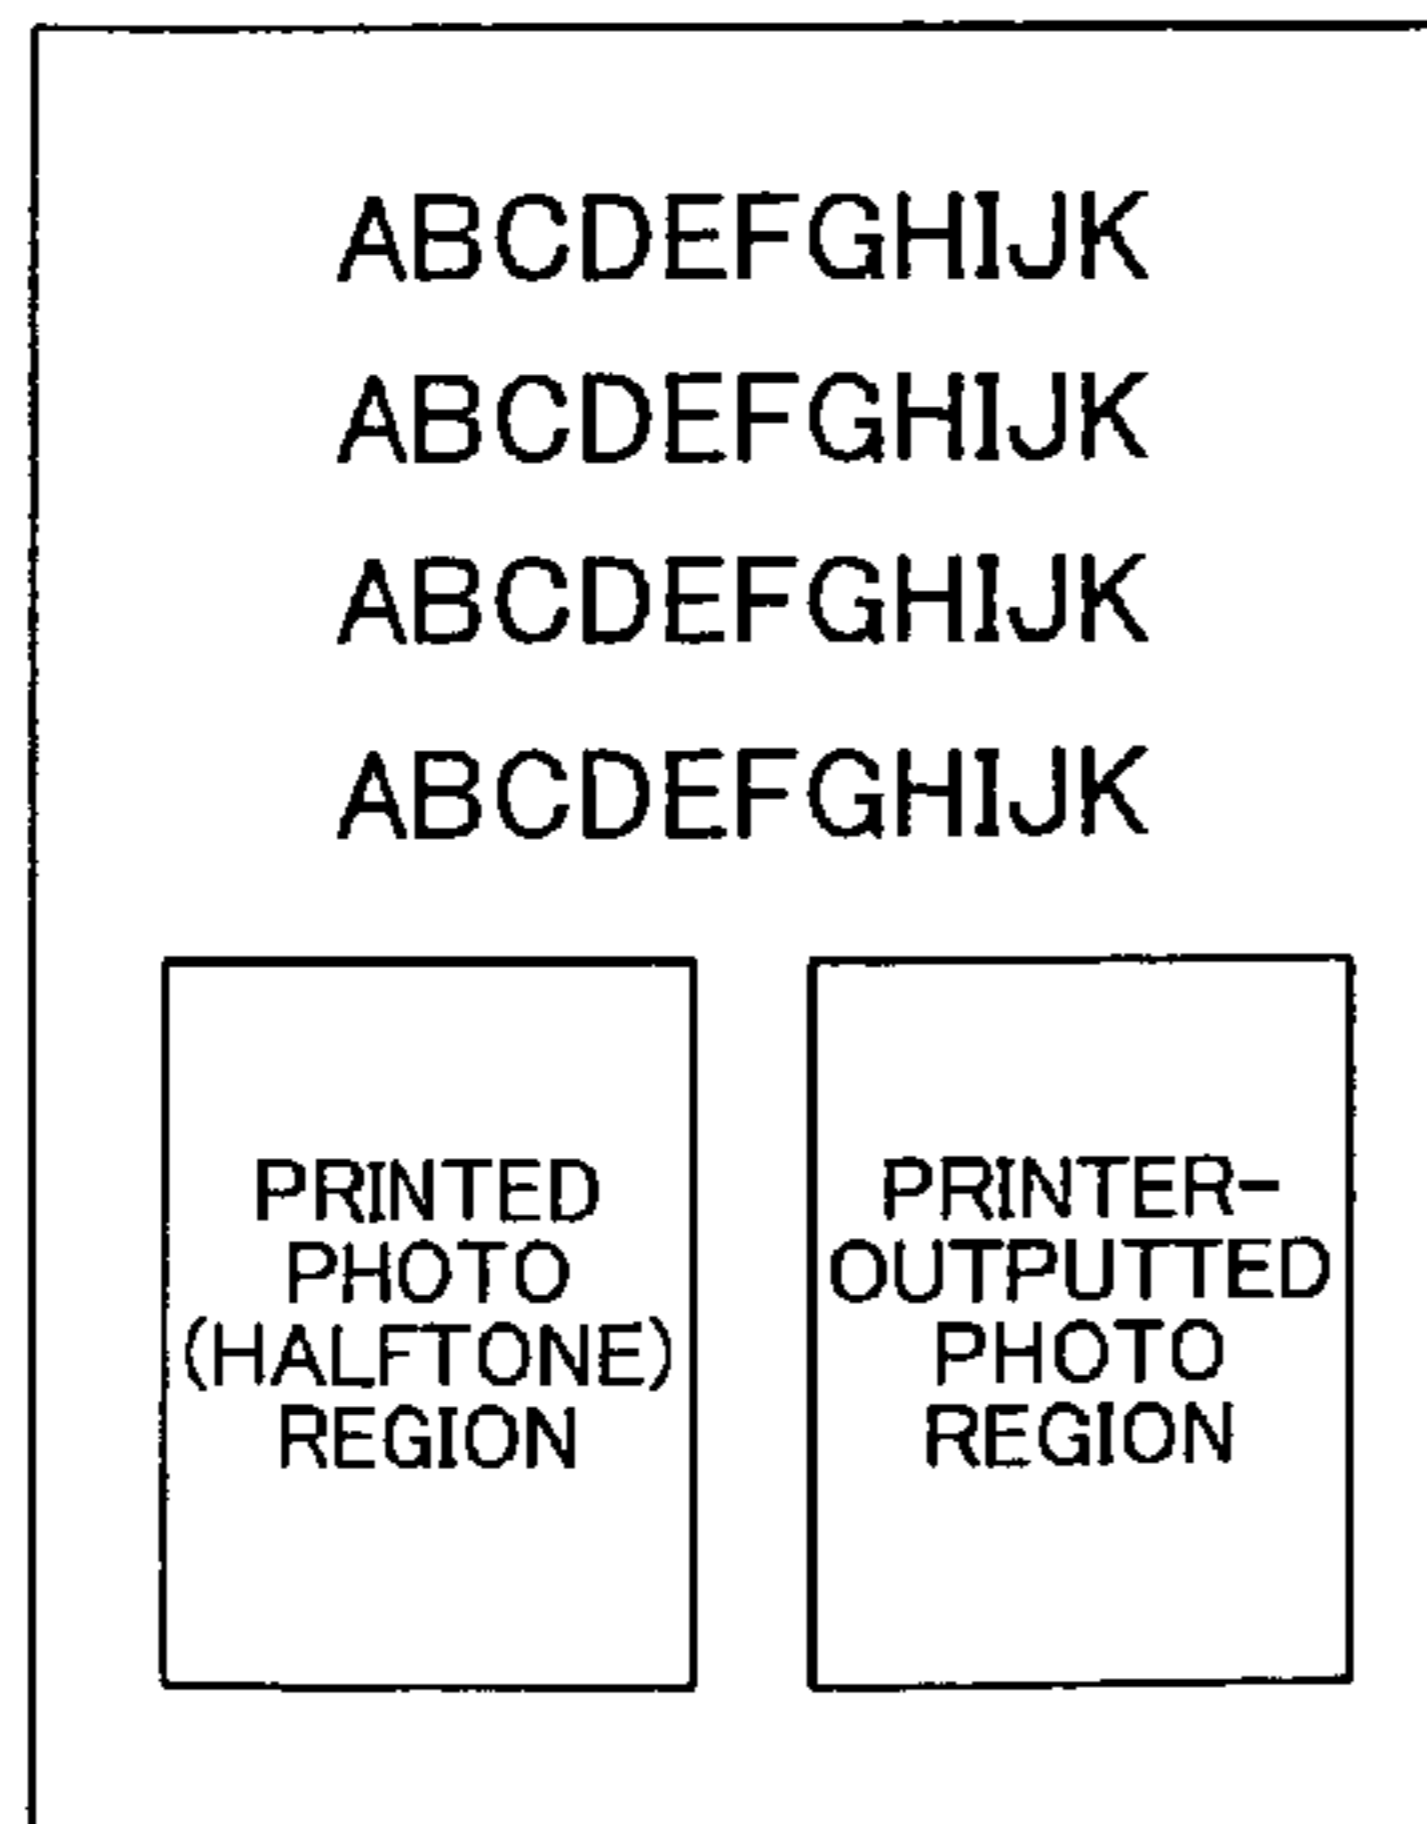 ABCDEFGHIJK
ABCDEFGHIJK
ABCDEFGHIJK
ABCDEFGHIJK
PRINTED
PHOTO
(HALFTONE)
REGION
PRINTER-
OUTPUTTED
PHOTO
REGION